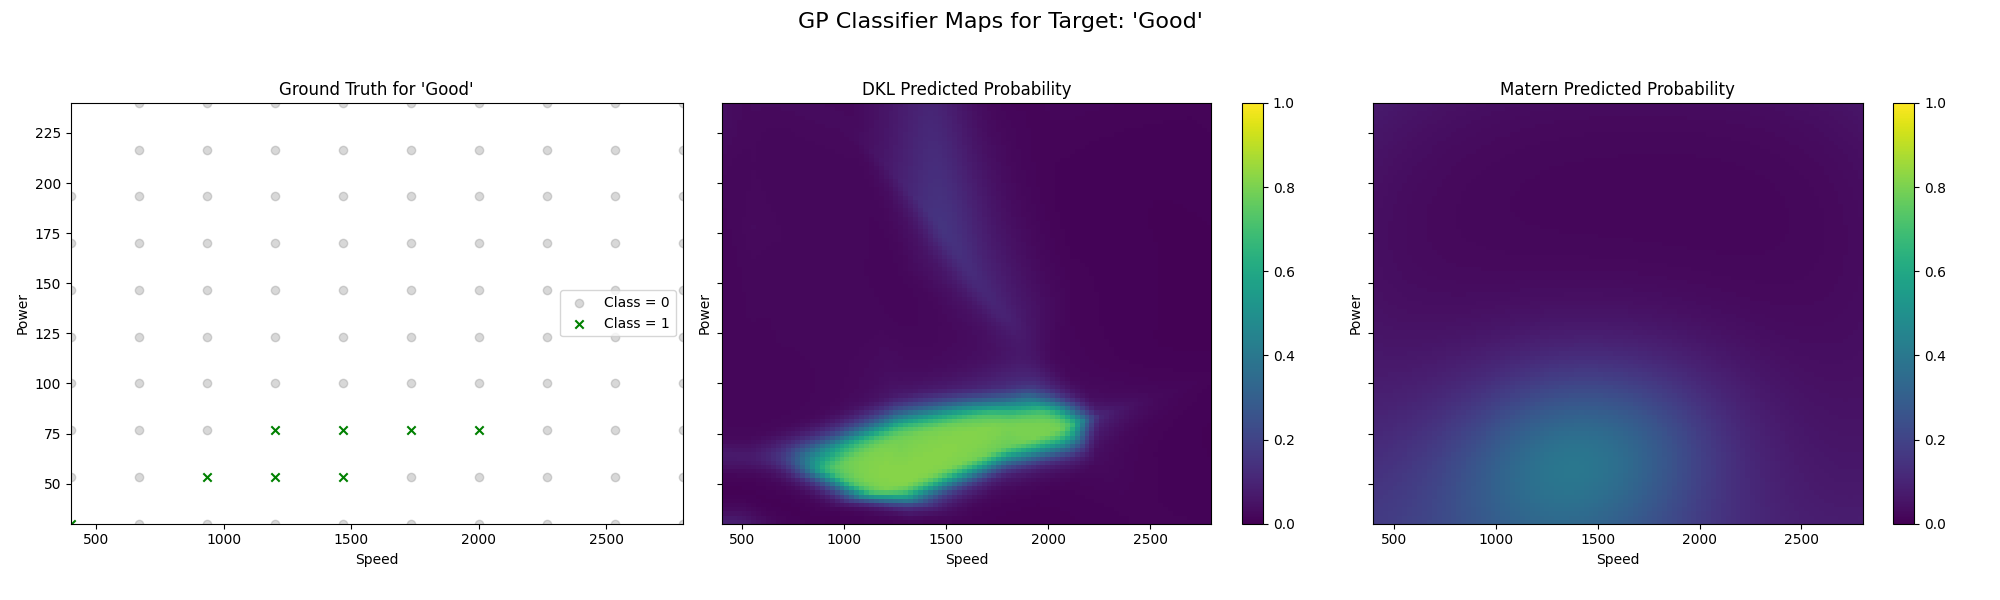 GP Classifier Maps for Target: 'Good'
Ground Truth for 'Good'
225
200
175
150
125
100
75
50
Power
500
1000
1500
2000
2500
Speed
Class = 0
Class = 1
DKL Predicted Probability
Power
500
1000
1500
2000
2500
Speed
1.0
0.8
0.6
0.4
0.2
0.0
Matern Predicted Probability
Power
500
1000
1500
2000
2500
Speed
1.0
0.8
0.6
0.4
0.2
0.0